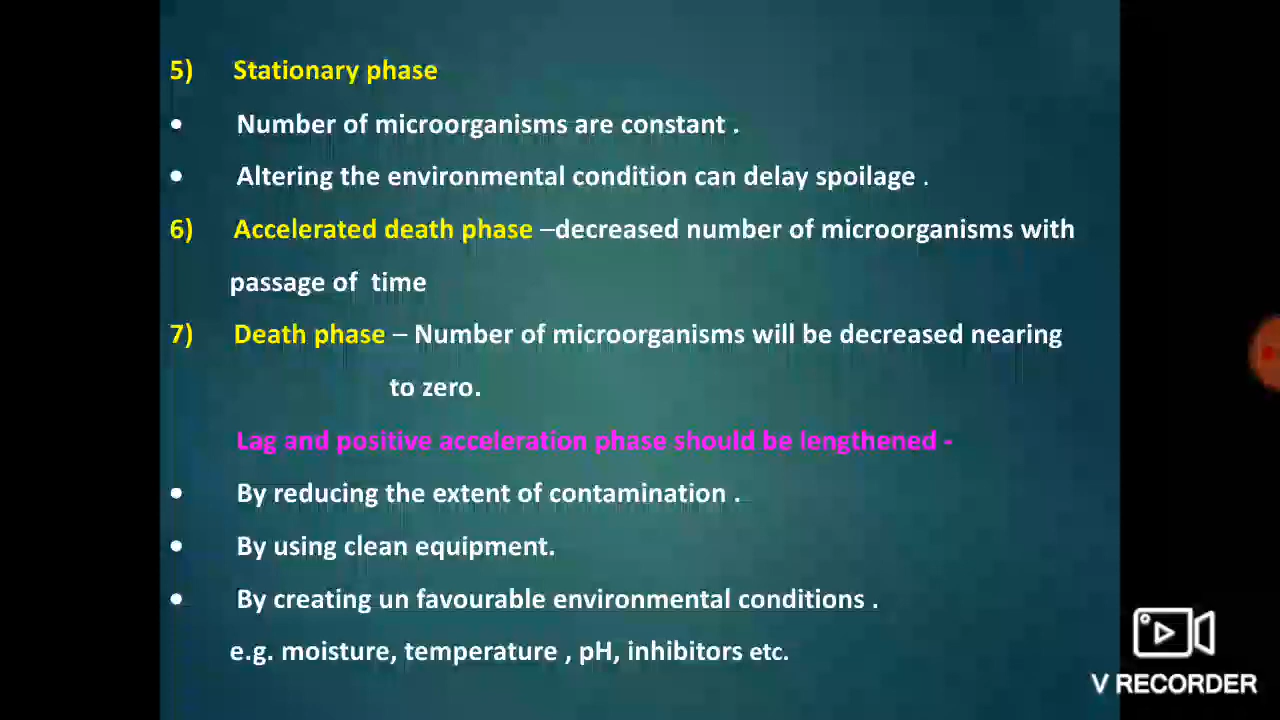 5) Stationary phase
• Number of microorganisms are constant .
• Altering the environmental condition can delay spoilage .
6) Accelerated death phase –decreased number of microorganisms with
passage of time
7) Death phase – Number of microorganisms will be decreased nearing
to zero.
Lag and positive acceleration phase should be lengthened -
• By reducing the extent of contamination .
• By using clean equipment.
• By creating un favourable environmental conditions .
e.g. moisture, temperature , pH, inhibitors etc.
V RECORDER